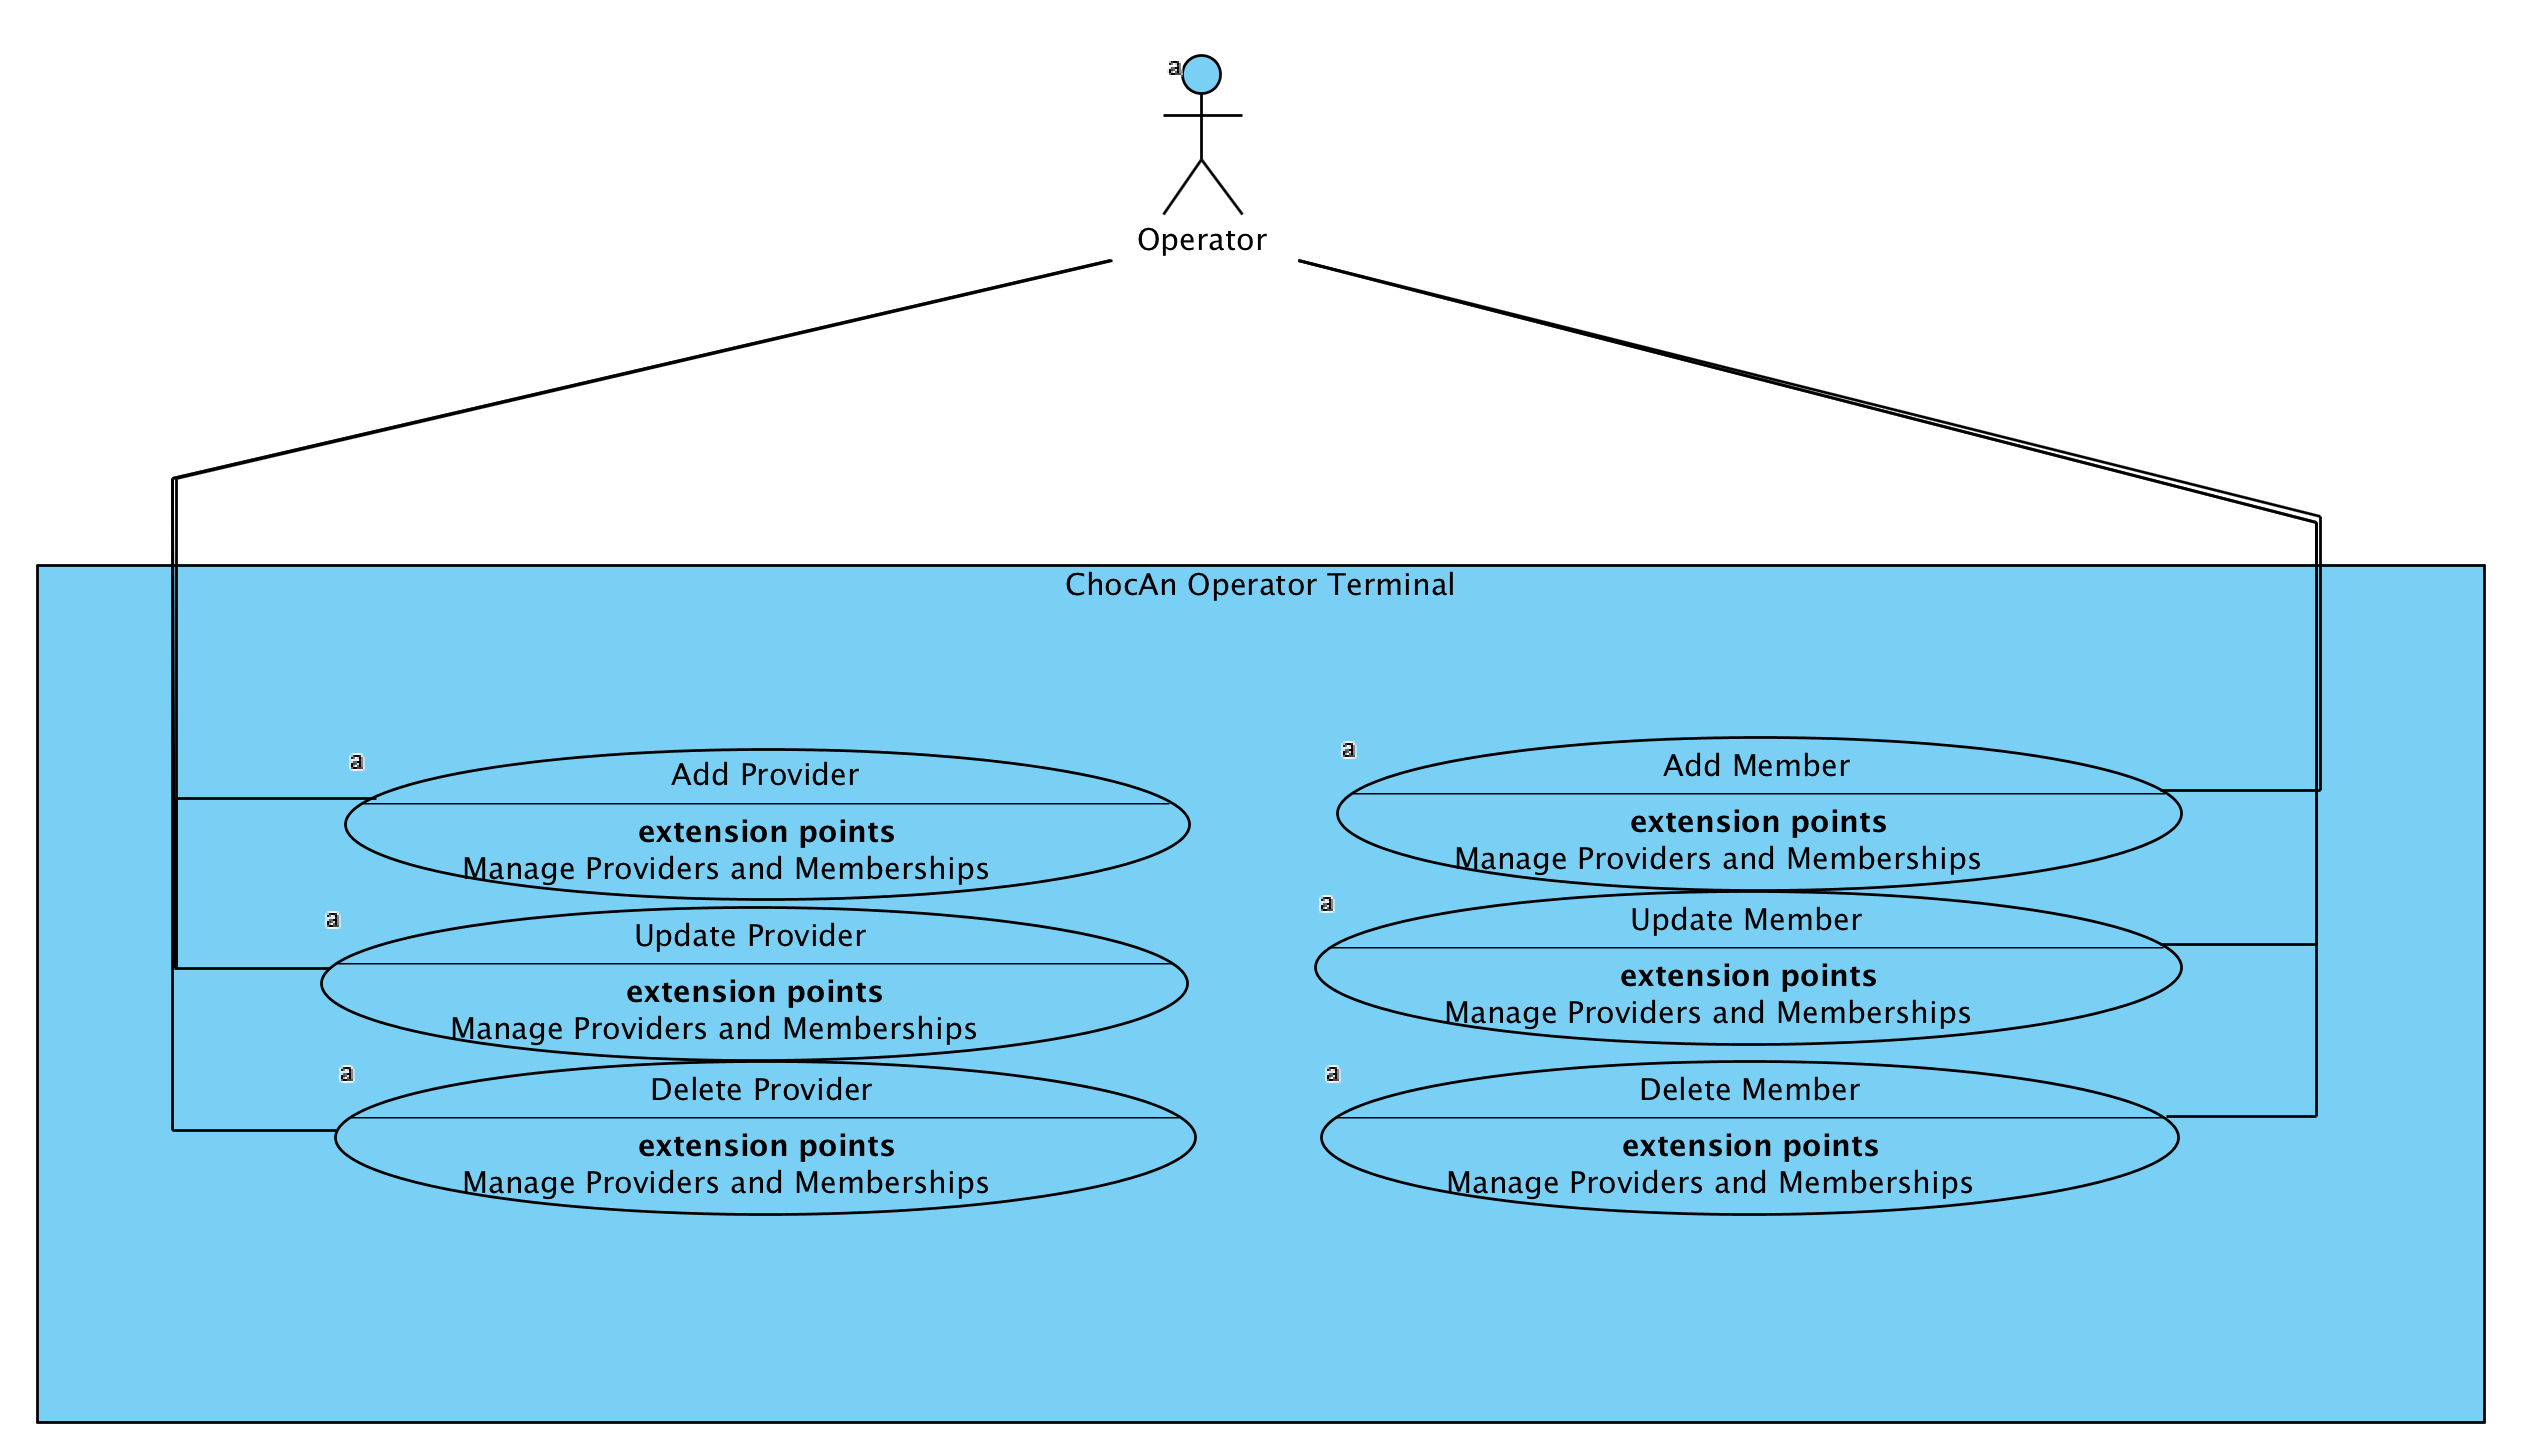 a
Operator
ChocAn Operator Terminal
a
Add Provider
extension points
Manage Providers and Memberships
a
Update Provider
extension points
Manage Providers and Memberships
a
Delete Provider
extension points
Manage Providers and Memberships
a
Add Member
extension points
Manage Providers and Memberships
a
Update Member
extension points
Manage Providers and Memberships
a
Delete Member
extension points
Manage Providers and Memberships